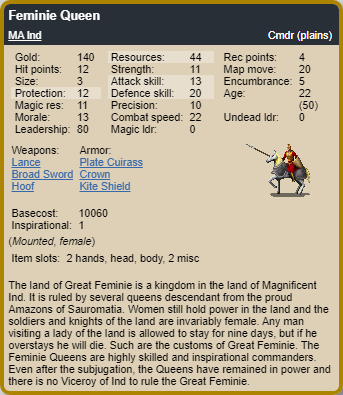 Feminie Queen
MA Ind Cmdr (plains)
Gold: 140 Resources: 44 Rec points: 4
Hit points: 12 Strength: 11 Map move: 20
Size: 3 Attack skill: 13 Encumbrance: 5
Protection: 12 Defence skill: 20 Age: 22
Magic res: 11 Precision: 10 (50)
Morale: 13 Combat speed: 22 Undead ldr: 0
Leadership: 80 Magic ldr: 0
Weapons: Armor:
Lance Plate Cuirass
Broad Sword Crown
Hoof Kite Shield
Basecost: 10060
Inspirational: 1
(Mounted, female)
Item slots: 2 hands, head, body, 2 misc
The land of Great Feminie is a kingdom in the land of Magnificent
Ind. It is ruled by several queens descendant from the proud
Amazons of Sauromatia. Women still hold power in the land and the
soldiers and knights of the land are invariably female. Any man
visiting a lady of the land is allowed to stay for nine days, but if he
overstays he will die. Such are the customs of Great Feminie. The
Feminie Queens are highly skilled and inspirational commanders.
Even after the subjugation, the Queens have remained in power and
there is no Viceroy of Ind to rule the Great Feminie.